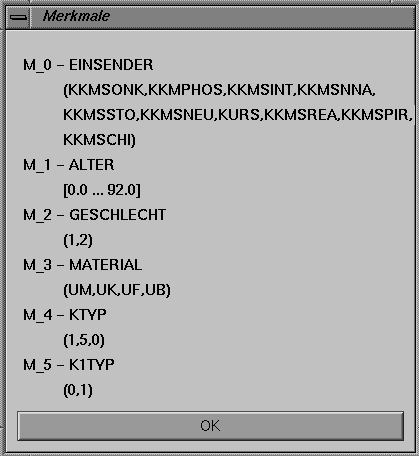 Merkmale
M_0 – EINSENDER
(KKMSONK,KKMPHOS,KKMSINT,KKMSNNA,
KKMSSTO,KKMSNEU,KURS,KKMSREA,KKMSPIR,
KKMSCHI)
M_1 – ALTER
[0.0 ... 92.0]
M_2 – GESCHLECHT
(1,2)
M_3 – MATERIAL
(UM,UK,UF,UB)
M_4 – KTYP
(1,5,0)
M_5 – K1TYP
(0,1)
OK